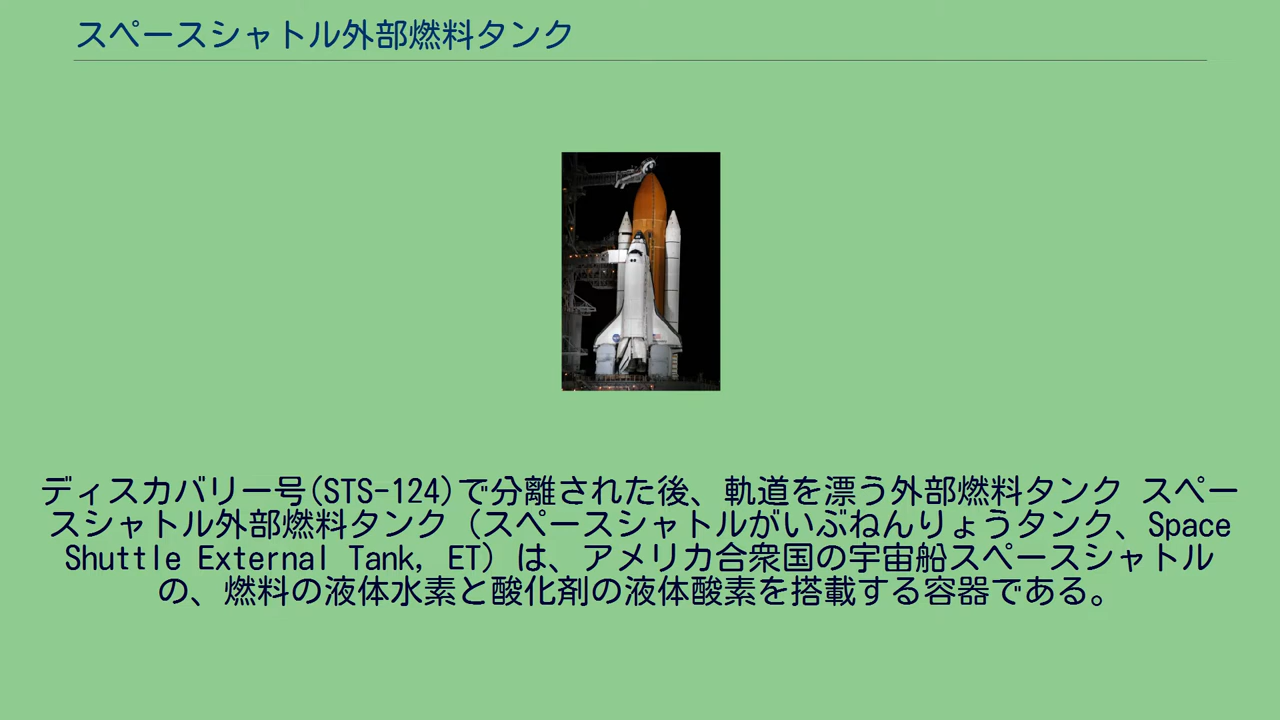 スペースシャトル外部燃料タンク
ディスカバリー号(STS-124)で分離された後、軌道を漂う外部燃料タンク スペー
スシャトル外部燃料タンク（スペースシャトルがいぶねんりょうタンク、Space
Shuttle External Tank, ET）は、アメリカ合衆国の宇宙船スペースシャトル
の、燃料の液体水素と酸化剤の液体酸素を搭載する容器である。